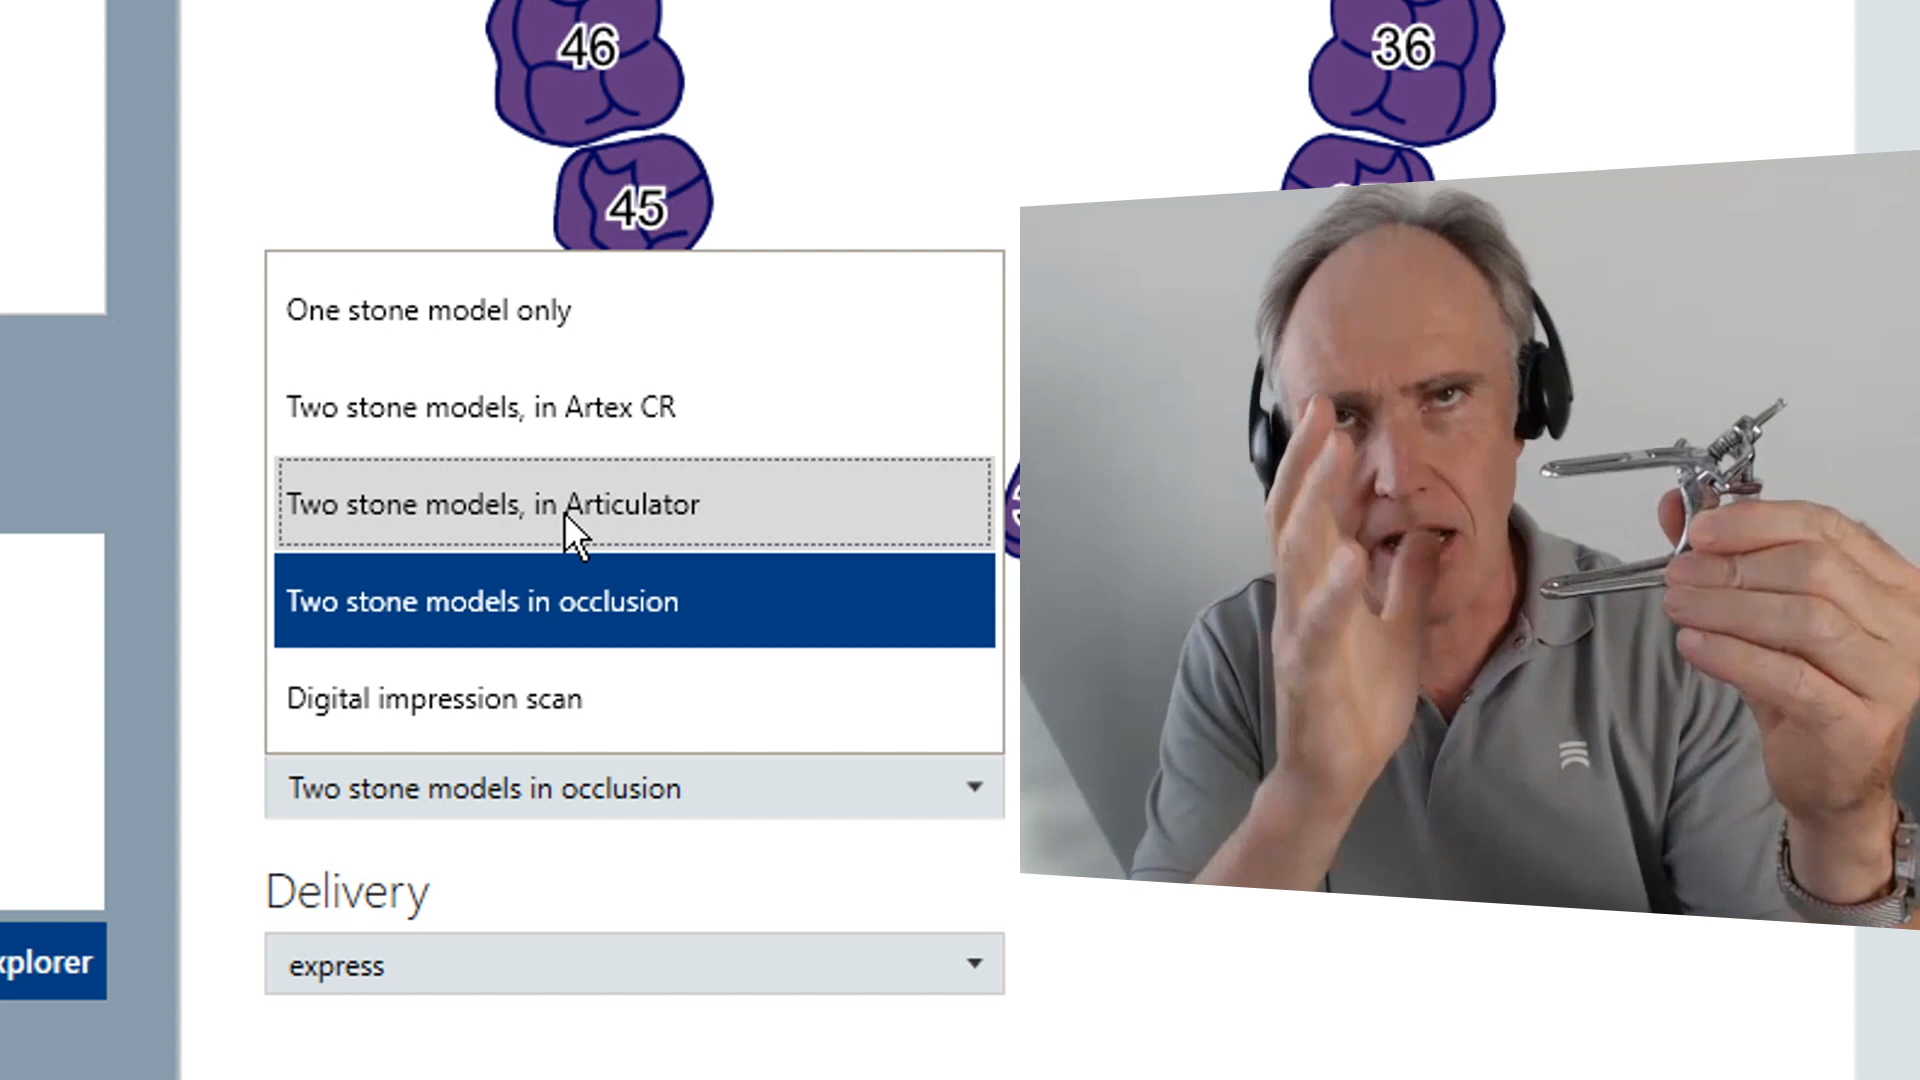 46
36
45
One stone model only
Two stone models, in Artex CR
Two stone models, in Articulator
Two stone models in occlusion
Digital impression scan
Two stone models in occlusion
Delivery
express
xplorer